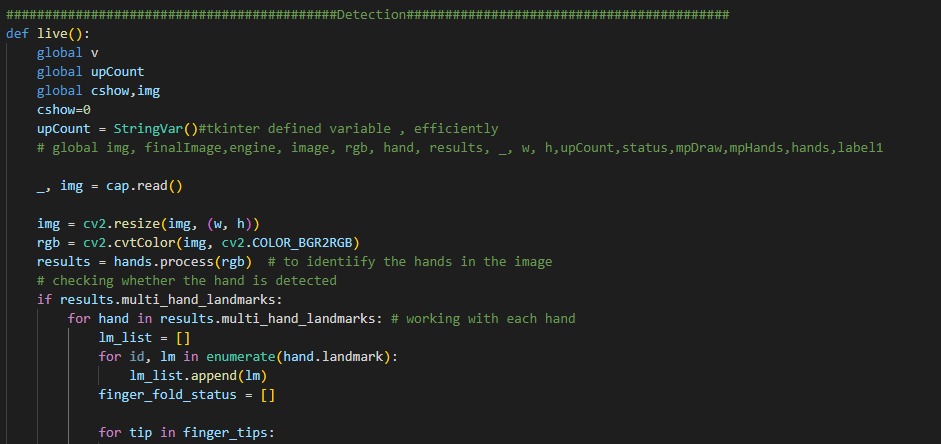 ###########################################Detection##########################################
def live():
    global v
    global upCount
    global cshow,img
    cshow=0
    upCount = StringVar()#tkinter defined variable , efficiently
    # global img, finalImage,engine, image, rgb, hand, results, _, w, h,upCount,status,mpDraw,mpHands,hands,label1
    _, img = cap.read()
    img = cv2.resize(img, (w, h))
    rgb = cv2.cvtColor(img, cv2.COLOR_BGR2RGB)
    results = hands.process(rgb)  # to identiify the hands in the image
    # checking whether the hand is detected
    if results.multi_hand_landmarks:
        for hand in results.multi_hand_landmarks: # working with each hand
            lm_list = []
            for id, lm in enumerate(hand.landmark):
                lm_list.append(lm)
            finger_fold_status = []
            for tip in finger_tips: